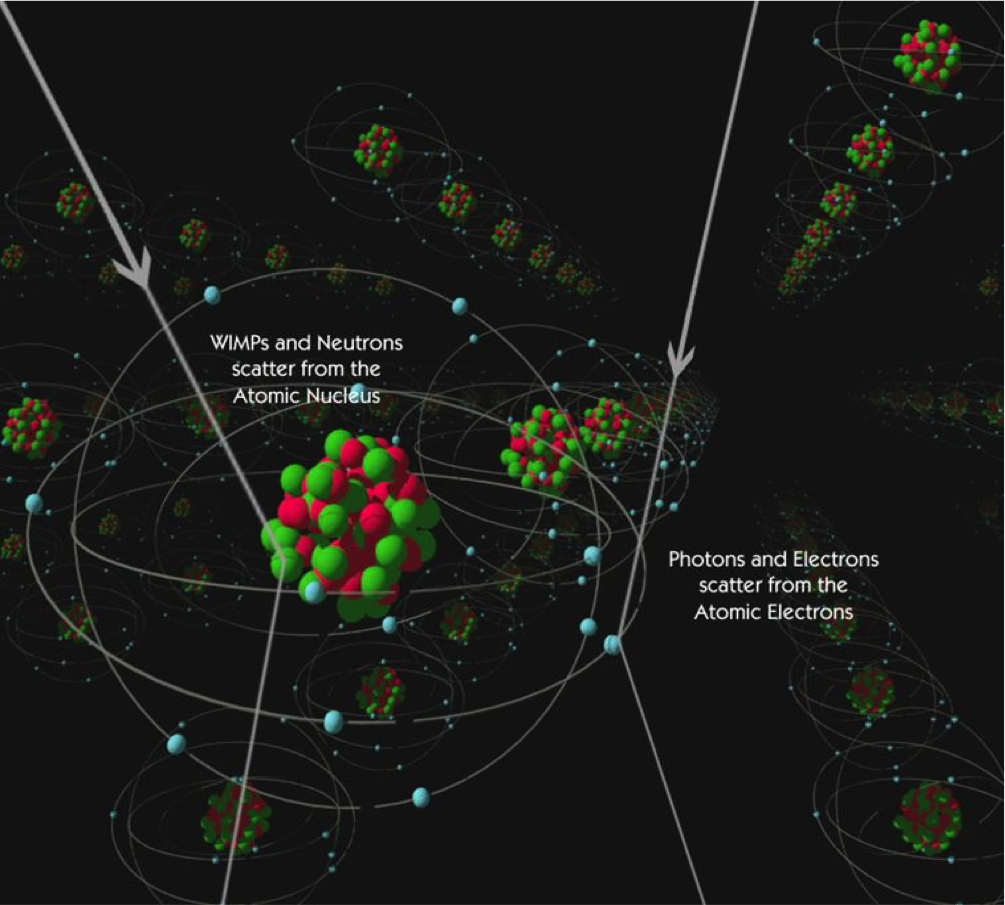 WIMPs and Neutrons
scatter from the
Atomic Nucleus
Photons and Electrons
scatter from the
Atomic Electrons